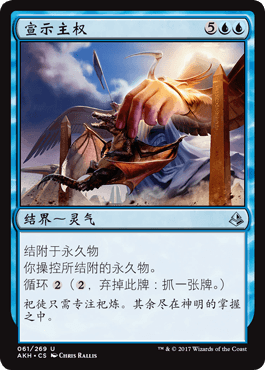 宣示主权 5
结界～灵气
结附于永久物
你操控所结附的永久物。
循环 2（2，弃掉此牌：抓一张牌。）
祀徒只需专注祀炼。其余尽在神明的掌握
之中。
061/269 U
AKH • CS CHRIS RALLIS
™ & © 2017 Wizards of the Coast